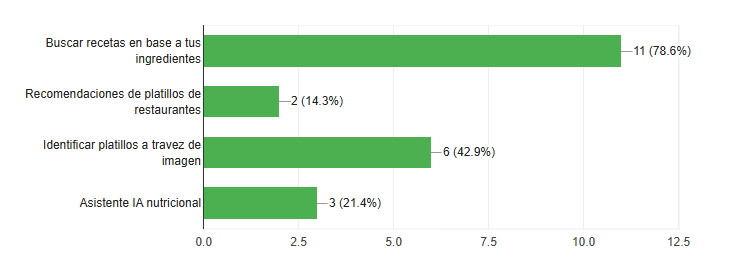 Buscar recetas en base a tus
ingredientes
11 (78.6%)
Recomendaciones de platillos de
restaurantes
2 (14.3%)
Identificar platillos a travez de
imagen
6 (42.9%)
Asistente IA nutricional
3 (21.4%)
0.0 2.5 5.0 7.5 10.0 12.5